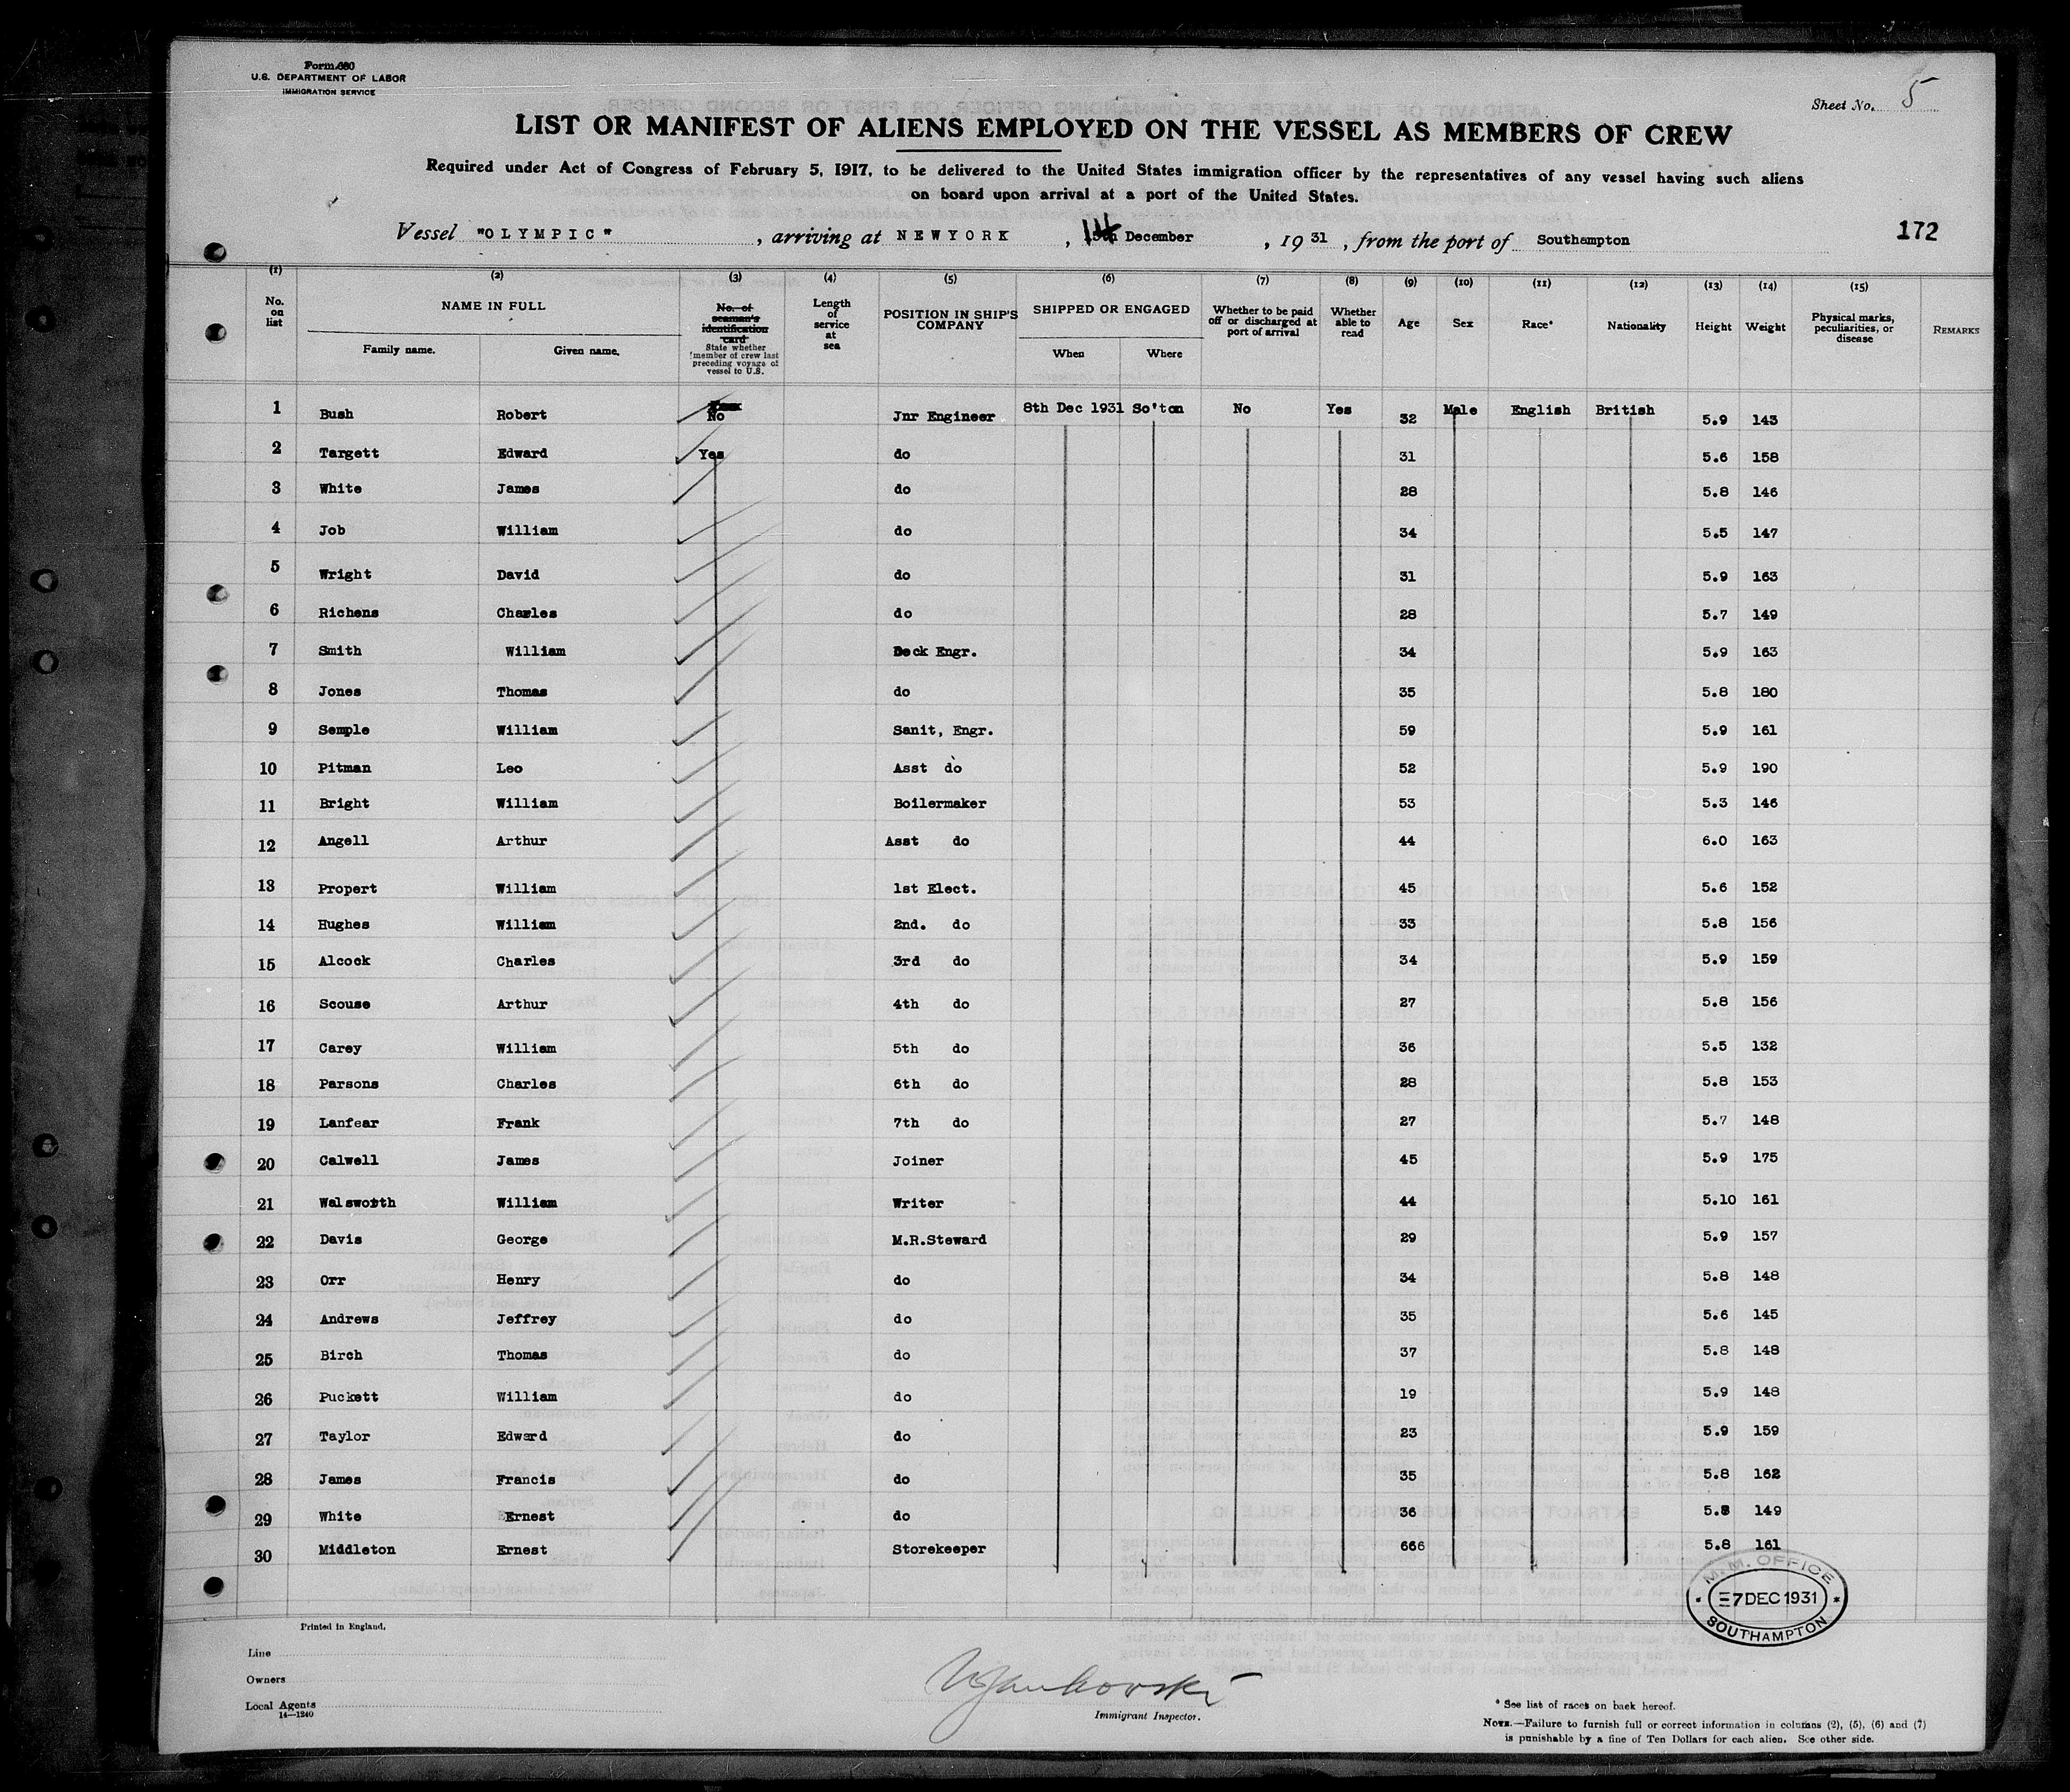 Form 680
U.S. DEPARTMENT OF LABOR
IMMIGRATION SERVICE
Sheet No. 5
LIST OR MANIFEST OF ALIENS EMPLOYED ON THE VESSEL AS MEMBERS OF CREW
Required under Act of Congress of February 5, 1917, to be delivered to the United States immigration officer by the representatives of any vessel having such aliens
on board upon arrival at a port of the United States.
Vessel "OLYMPIC", arriving at NEWYORK, 14 December, 1931, from the port of Southampton
172
(1) (2) (3) (4) (5) (6) (7) (8) (9) (10) (11) (12) (13) (14) (15)
No. on list
NAME IN FULL
Family name. Given name.
No. of seaman's identification card
State whether member of crew last preceding voyage of vessel to U.S.
Length of service at sea
POSITION IN SHIP'S COMPANY
SHIPPED OR ENGAGED
When Where
Whether to be paid off or discharged at port of arrival
Whether able to read
Age
Sex
Race*
Nationality
Height
Weight
Physical marks, peculiarities, or disease
REMARKS
1 Bush Robert No Jnr Engineer 8th Dec 1931 So'ton No Yes 32 Male English British 5.9 143
2 Targett Edward Yes do 31 5.6 158
3 White James do 28 5.8 146
4 Job William do 34 5.5 147
5 Wright David do 31 5.9 163
6 Richens Charles do 28 5.7 149
7 Smith William Deck Engr. 34 5.9 163
8 Jones Thomas do 35 5.8 180
9 Semple William Sanit, Engr. 59 5.9 161
10 Pitman Leo Asst do 52 5.9 190
11 Bright William Boilermaker 53 5.3 146
12 Angell Arthur Asst do 44 6.0 163
13 Propert William 1st Elect. 45 5.6 152
14 Hughes William 2nd. do 33 5.8 156
15 Alcock Charles 3rd do 34 5.9 159
16 Scouse Arthur 4th do 27 5.8 156
17 Carey William 5th do 36 5.5 132
18 Parsons Charles 6th do 28 5.8 153
19 Lanfear Frank 7th do 27 5.7 148
20 Calwell James Joiner 45 5.9 175
21 Walsworth William Writer 44 5.10 161
22 Davis George M.R.Steward 29 5.9 157
23 Orr Henry do 34 5.8 148
24 Andrews Jeffrey do 35 5.6 145
25 Birch Thomas do 37 5.8 148
26 Puckett William do 19 5.9 148
27 Taylor Edward do 23 5.9 159
28 James Francis do 35 5.8 162
29 White Ernest do 36 5.8 149
30 Middleton Ernest Storekeeper 666 5.8 161
M.M. OFFICE
7 DEC 1931
SOUTHAMPTON
Printed in England.
Line
Owners
Local Agents
14—1240
Immigrant Inspector.
* See list of races on back hereof.
NOTE.—Failure to furnish full or correct information in columns (2), (5), (6) and (7)
is punishable by a fine of Ten Dollars for each alien. See other side.